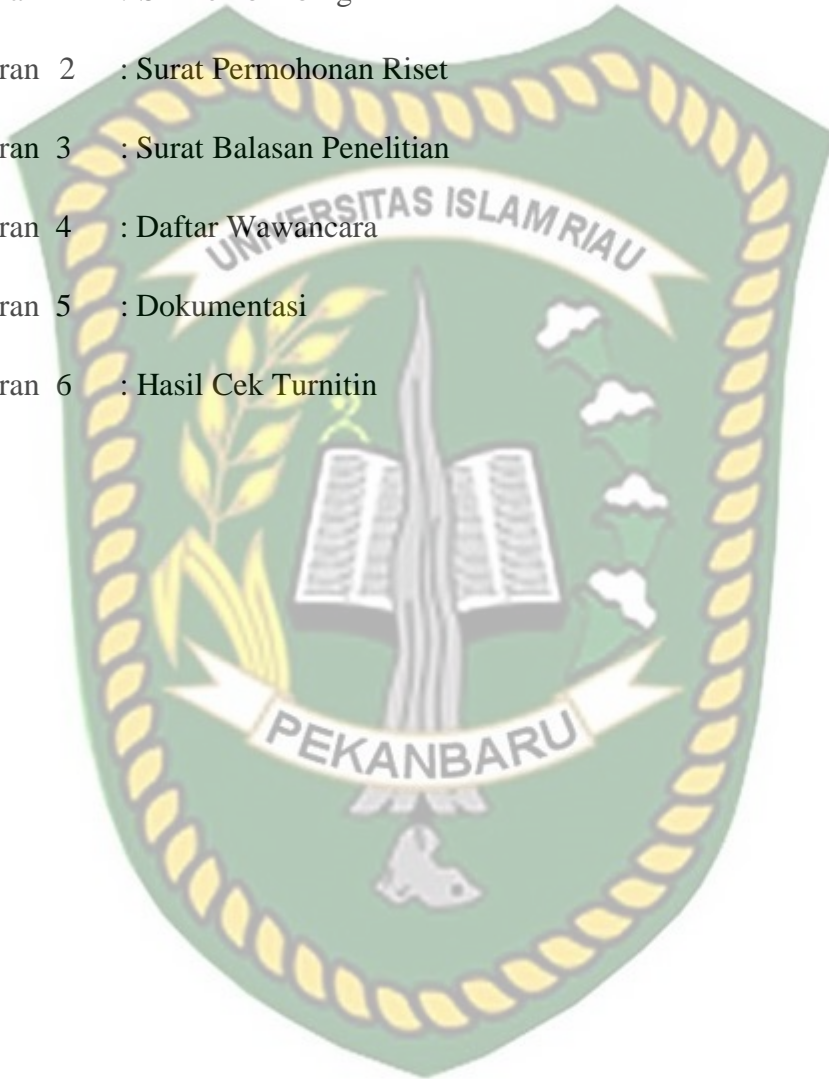 ran 2 : Surat Permohonan Riset
ran 3 : Surat Balasan Penelitian
ran 4 : Daftar Wawancara
UNIVERSITAS ISLAM RIAU
ran 5 : Dokumentasi
ran 6 : Hasil Cek Turnitin
PEKANBARU